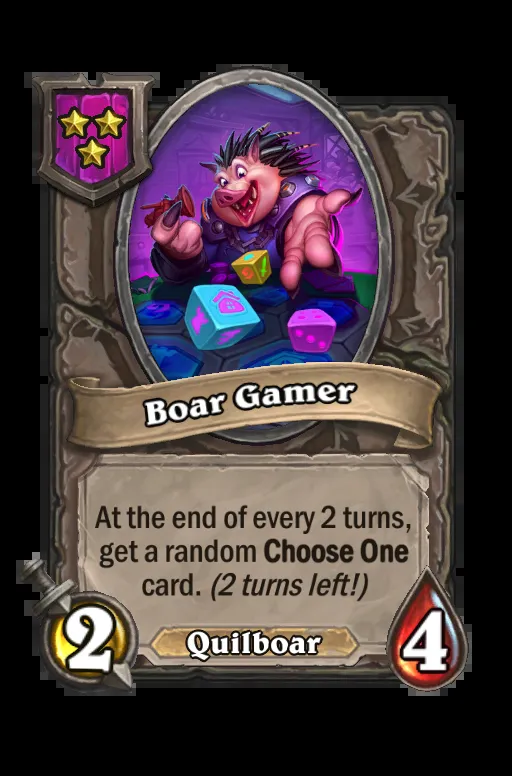 Boar Gamer
At the end of every 2 turns,
get a random Choose One
card. (2 turns left!)
2
Quilboar
4